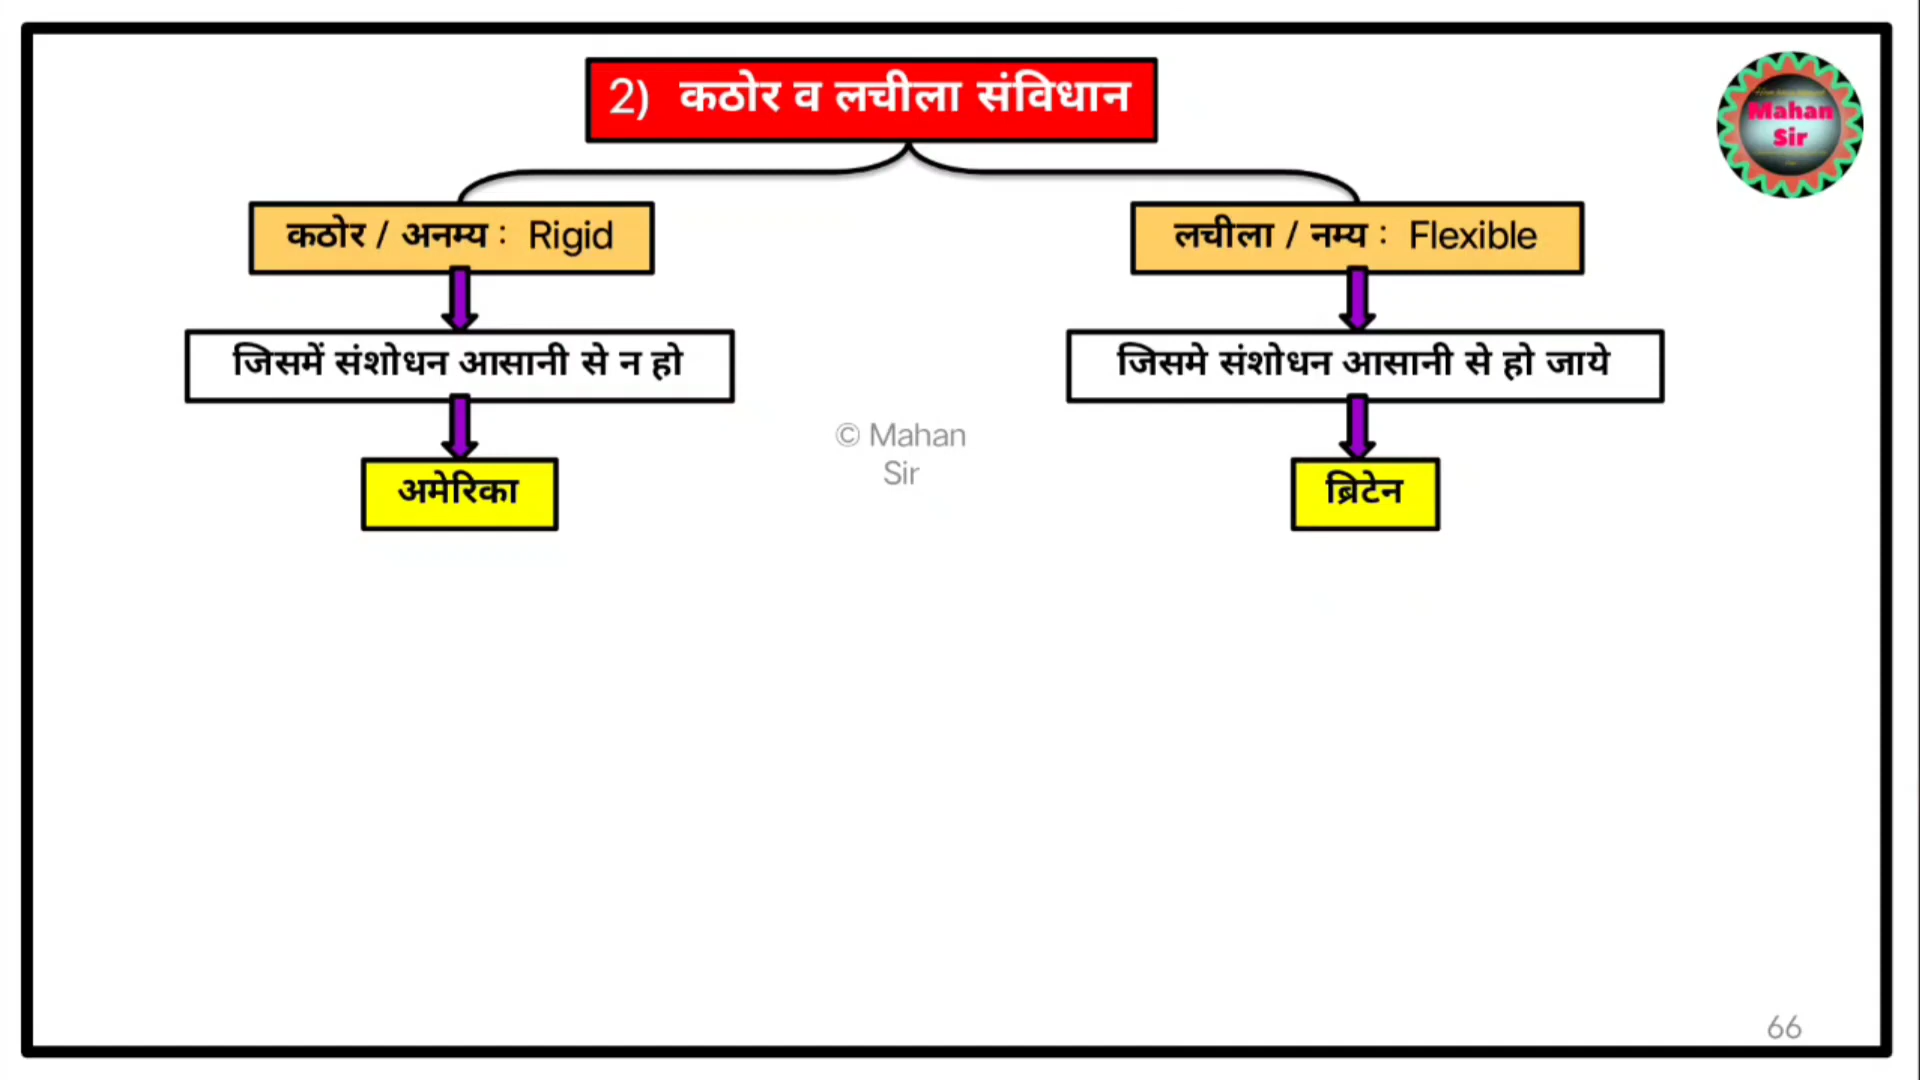 2) कठोर व लचीला संविधान
Mahan
Sir
कठोर / अनम्य : Rigid
लचीला / नम्य : Flexible
जिसमें संशोधन आसानी से न हो
जिसमे संशोधन आसानी से हो जाये
© Mahan
Sir
अमेरिका
ब्रिटेन
66